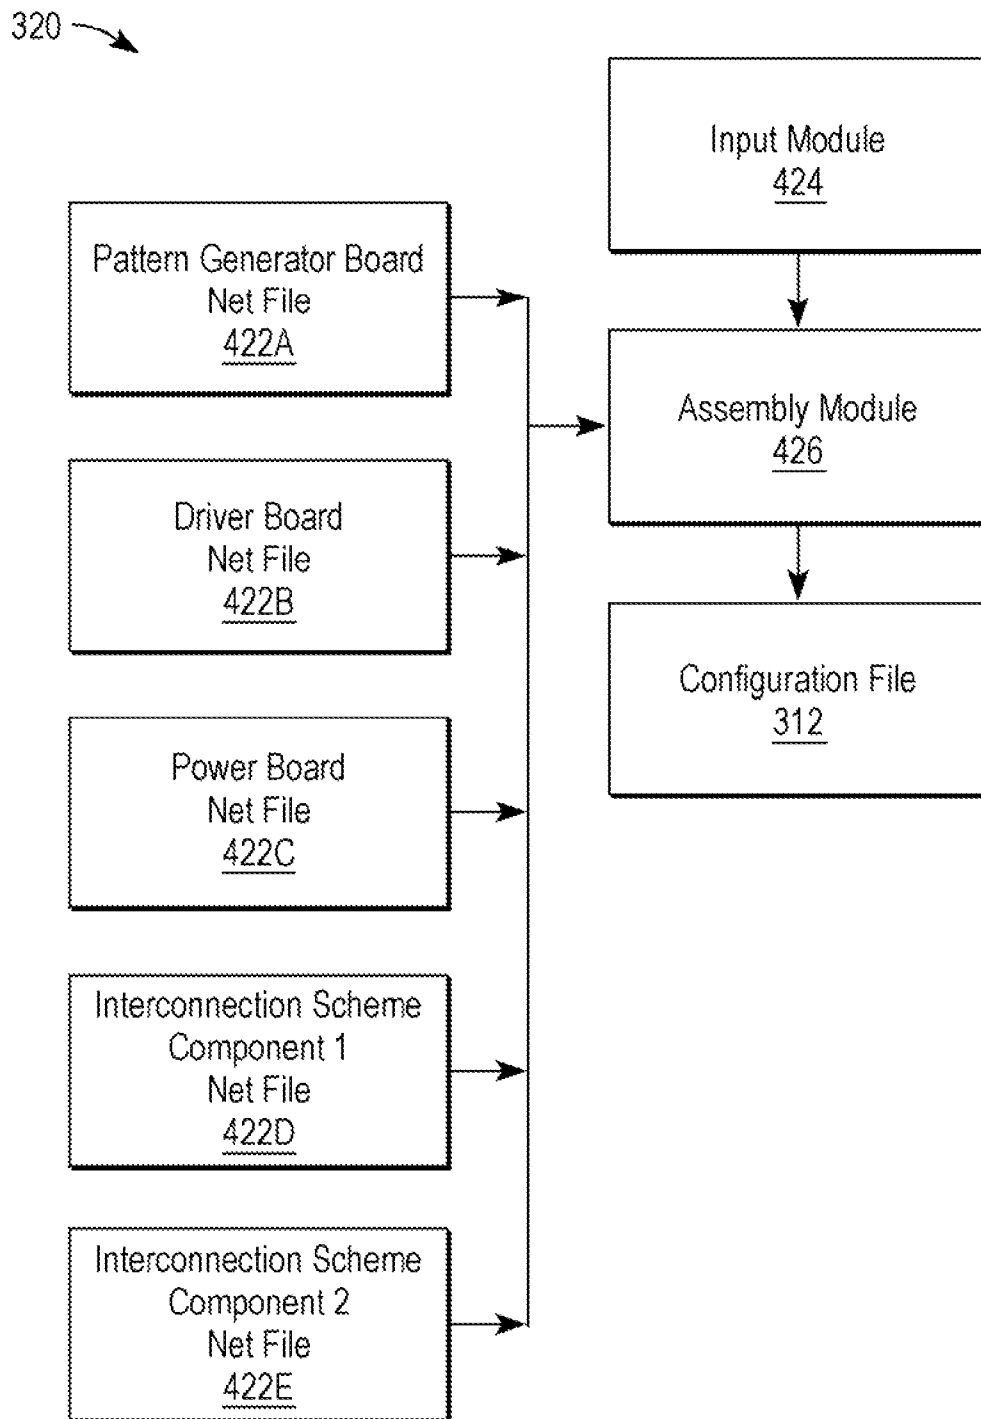 320
Input Module
424
Pattern Generator Board
Net File
422A
Assembly Module
426
Driver Board
Net File
422B
Configuration File
312
Power Board
Net File
422C
Interconnection Scheme
Component 1
Net File
422D
Interconnection Scheme
Component 2
Net File
422E